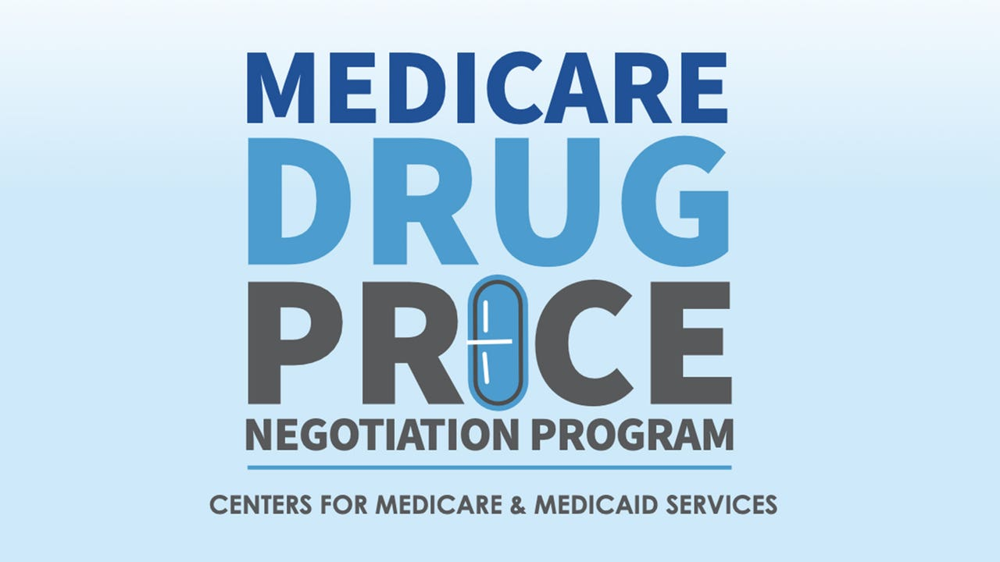 MEDICARE
DRUG
PRICE
NEGOTIATION PROGRAM
CENTERS FOR MEDICARE & MEDICAID SERVICES